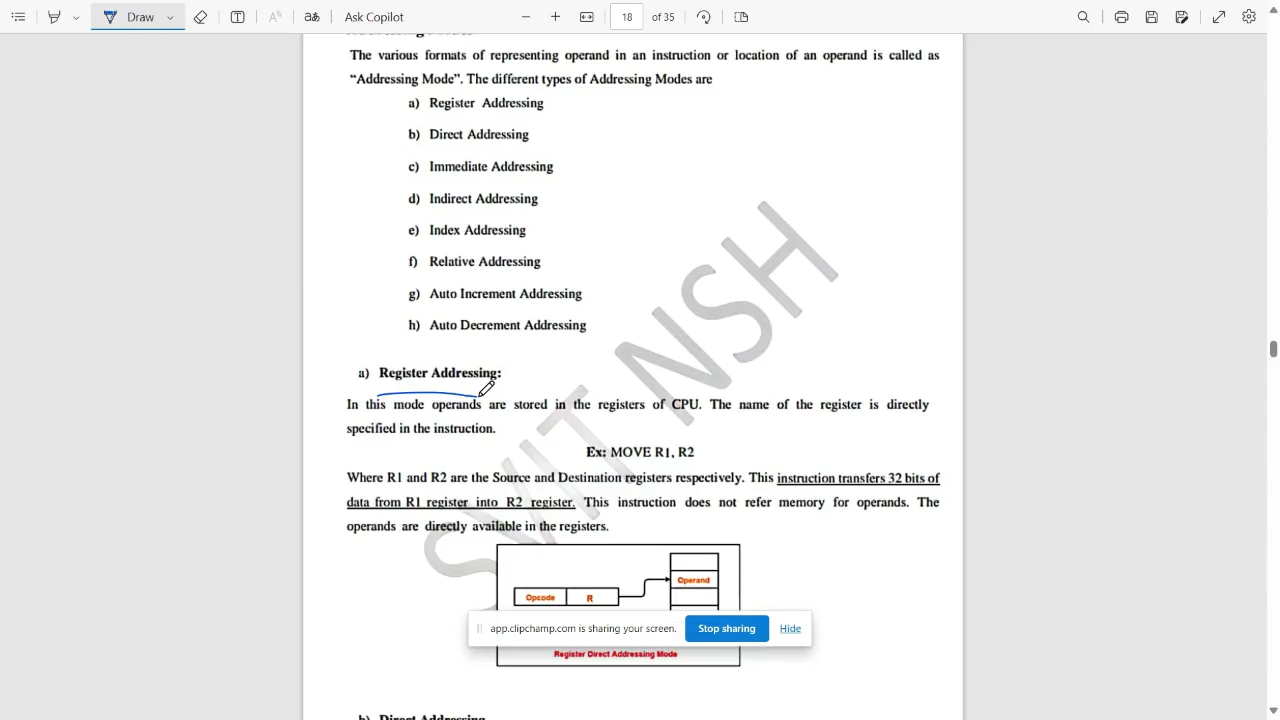 Draw
Ask Copilot
18 of 35
The various formats of representing operand in an instruction or location of an operand is called as
“Addressing Mode”. The different types of Addressing Modes are
a) Register Addressing
b) Direct Addressing
c) Immediate Addressing
d) Indirect Addressing
e) Index Addressing
f) Relative Addressing
g) Auto Increment Addressing
h) Auto Decrement Addressing
a) Register Addressing:
In this mode operands are stored in the registers of CPU. The name of the register is directly
specified in the instruction.
Ex: MOVE R1, R2
Where R1 and R2 are the Source and Destination registers respectively. This instruction transfers 32 bits of
data from R1 register into R2 register. This instruction does not refer memory for operands. The
operands are directly available in the registers.
SVIT NSH
Operand
Opcode R
app.clipchamp.com is sharing your screen. Stop sharing Hide
Register Direct Addressing Mode
b) Direct Addressing